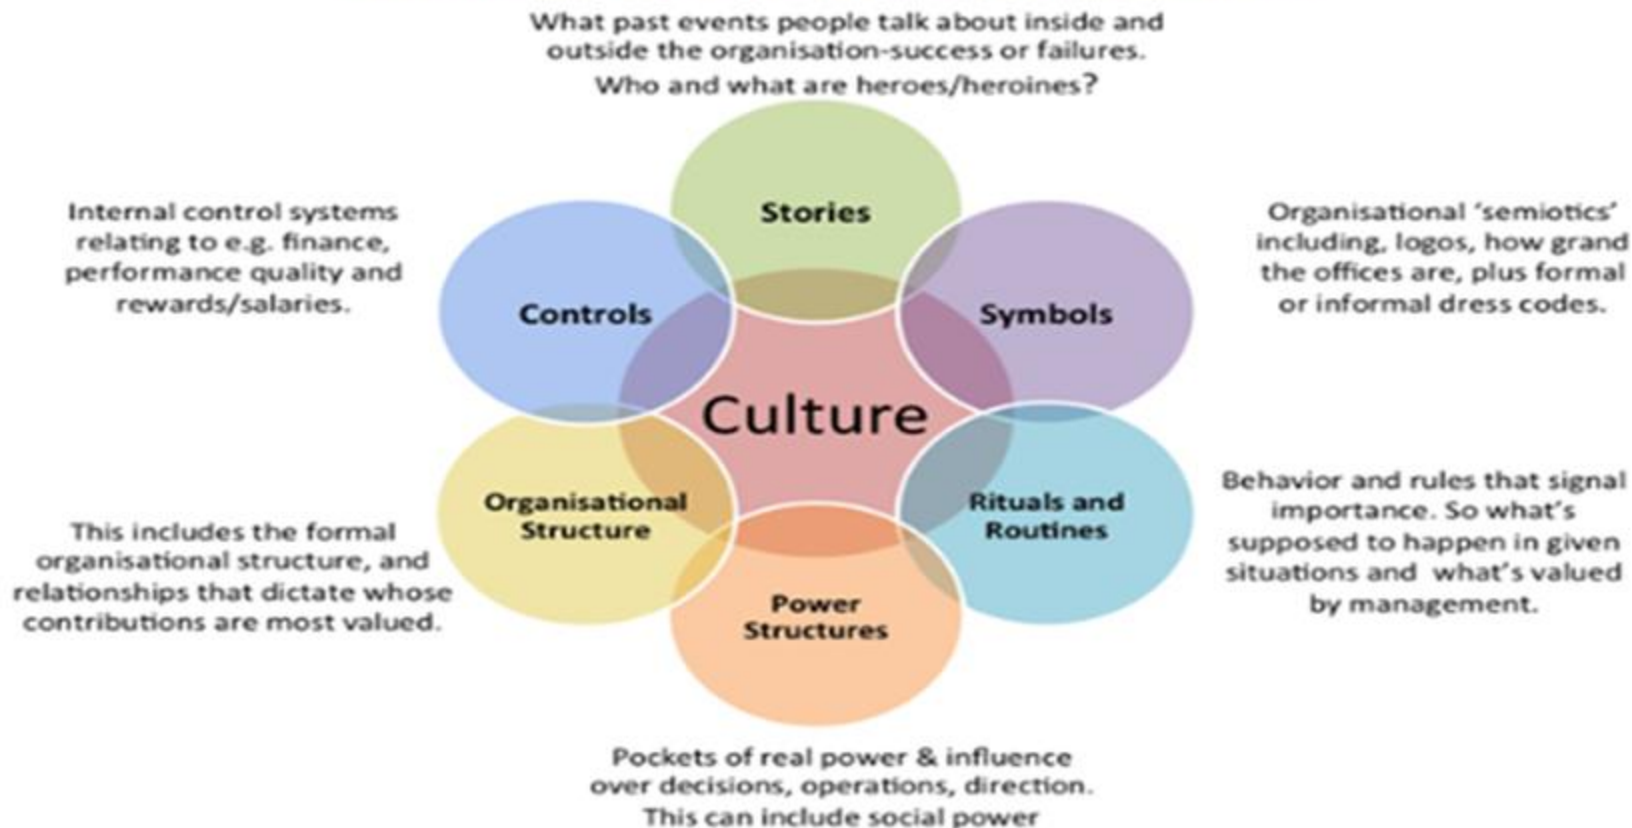 What past events people talk about inside and
outside the organisation-success or failures.
Who and what are heroes/heroines?
Stories
Internal control systems
relating to e.g. finance,
performance quality and
rewards/salaries.
Controls
Symbols
Organisational ‘semiotics’
including, logos, how grand
the offices are, plus formal
or informal dress codes.
Culture
This includes the formal
organisational structure, and
relationships that dictate whose
contributions are most valued.
Organisational
Structure
Rituals and
Routines
Behavior and rules that signal
importance. So what’s
supposed to happen in given
situations and what’s valued
by management.
Power
Structures
Pockets of real power & influence
over decisions, operations, direction.
This can include social power